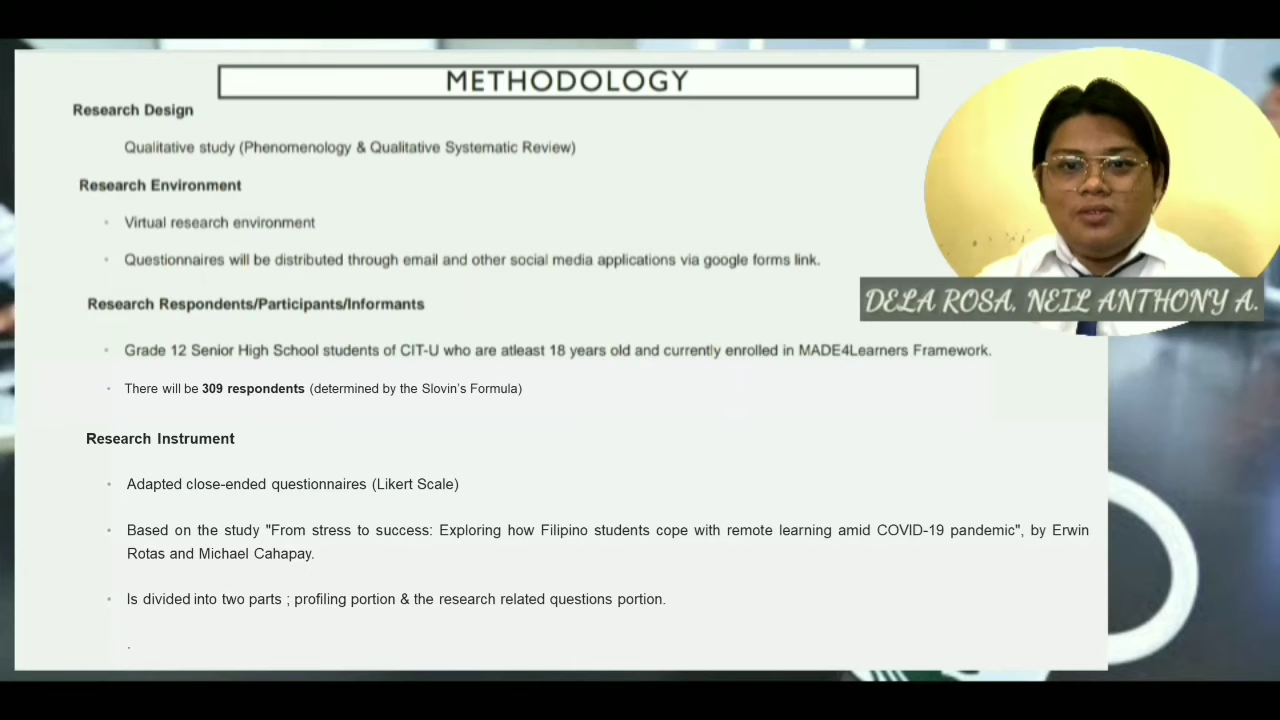 METHODOLOGY
Research Design
Qualitative study (Phenomenology & Qualitative Systematic Review)
Research Environment
• Virtual research environment
• Questionnaires will be distributed through email and other social media applications via google forms link.
DELA ROSA, NEIL ANTHONY A.
Research Respondents/Participants/Informants
• Grade 12 Senior High School students of CIT-U who are atleast 18 years old and currently enrolled in MADE4Learners Framework.
• There will be 309 respondents (determined by the Slovin's Formula)
Research Instrument
• Adapted close-ended questionnaires (Likert Scale)
• Based on the study "From stress to success: Exploring how Filipino students cope with remote learning amid COVID-19 pandemic", by Erwin
Rotas and Michael Cahapay.
• Is divided into two parts ; profiling portion & the research related questions portion.
.